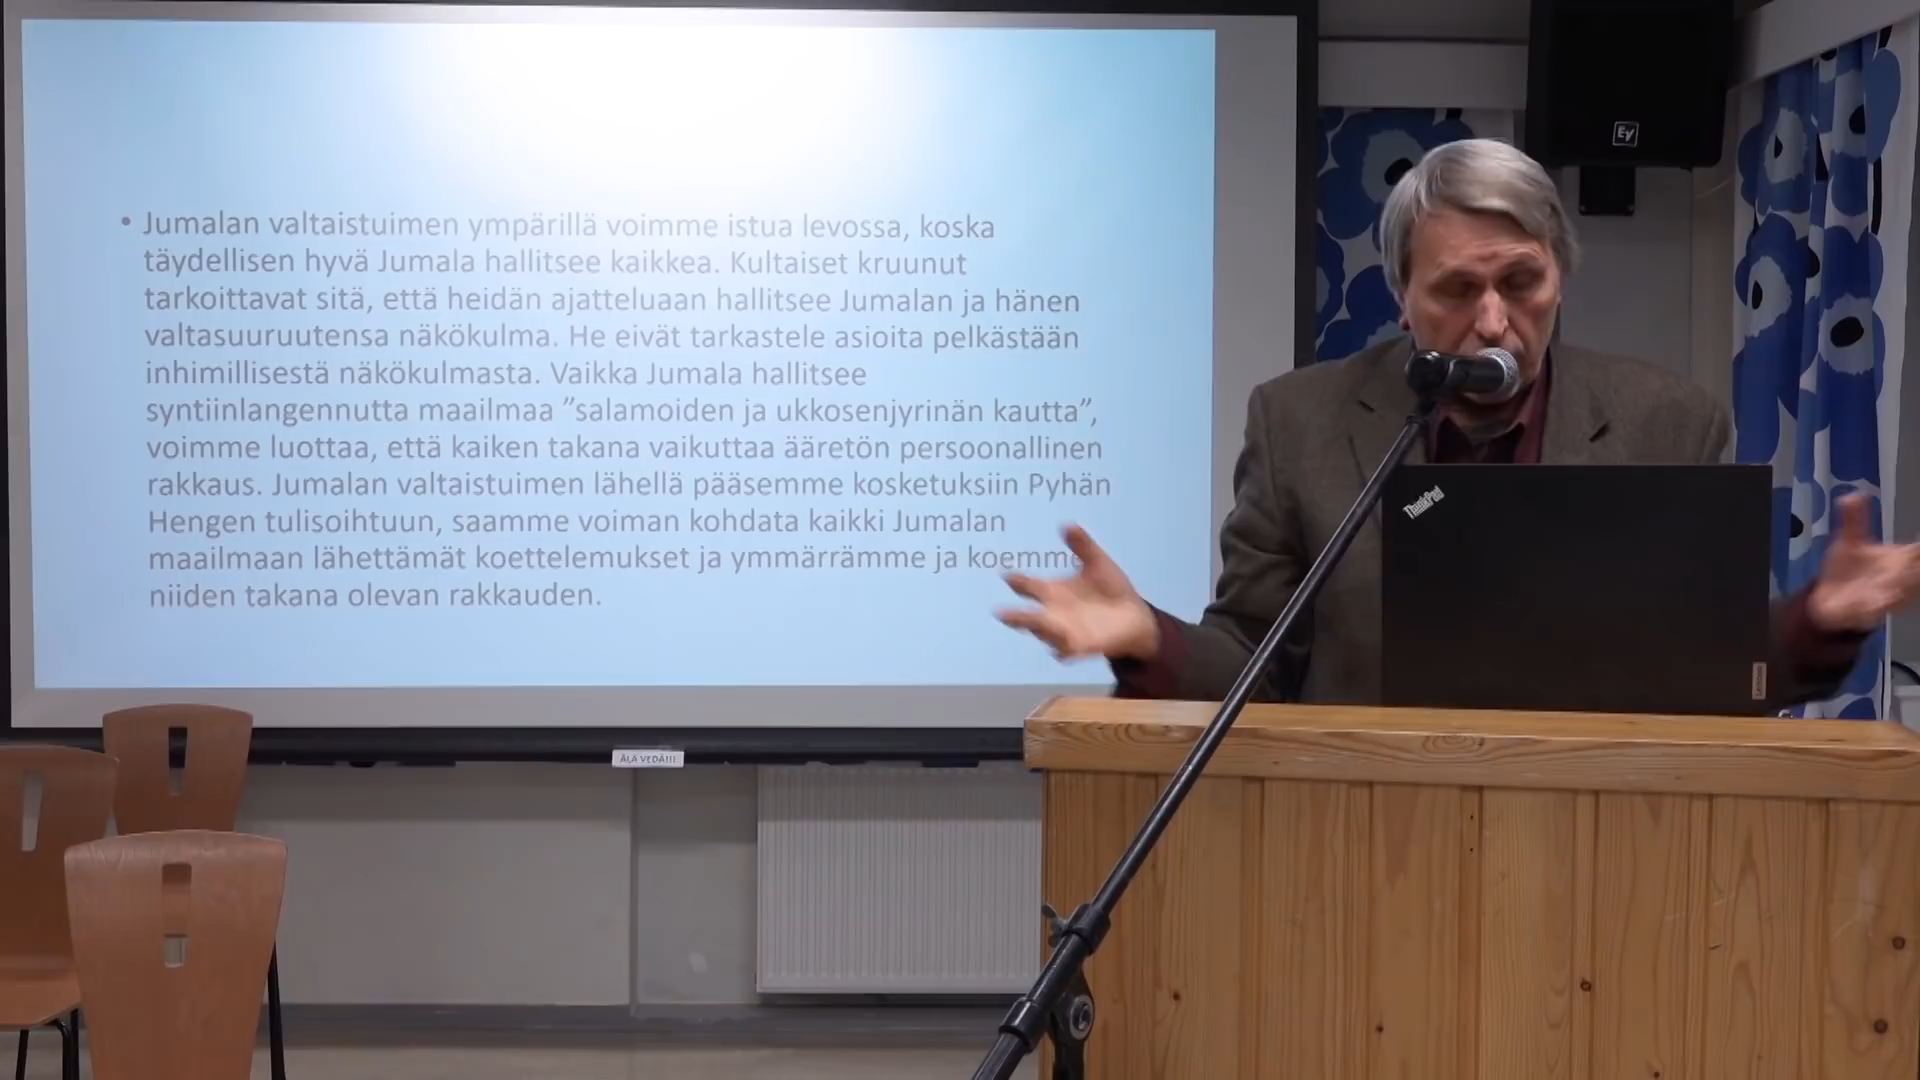 • Jumalan valtaistuimen ympärillä voimme istua levossa, koska
täydellisen hyvä Jumala hallitsee kaikkea. Kultaiset kruunut
tarkoittavat sitä, että heidän ajatteluaan hallitsee Jumalan ja hänen
valtasuuruutensa näkökulma. He eivät tarkastele asioita pelkästään
inhimillisestä näkökulmasta. Vaikka Jumala hallitsee
syntiinlangennutta maailmaa ”salamoiden ja ukkosenjyrinän kautta”,
voimme luottaa, että kaiken takana vaikuttaa ääretön persoonallinen
rakkaus. Jumalan valtaistuimen lähellä pääsemme kosketuksiin Pyhän
Hengen tulisoihtuun, saamme voiman kohdata kaikki Jumalan
maailmaan lähettämät koettelemukset ja ymmärrämme ja koemme
niiden takana olevan rakkauden.
EV
ThinkPad
Lenovo
ÄLÄ VEDÄ!!!